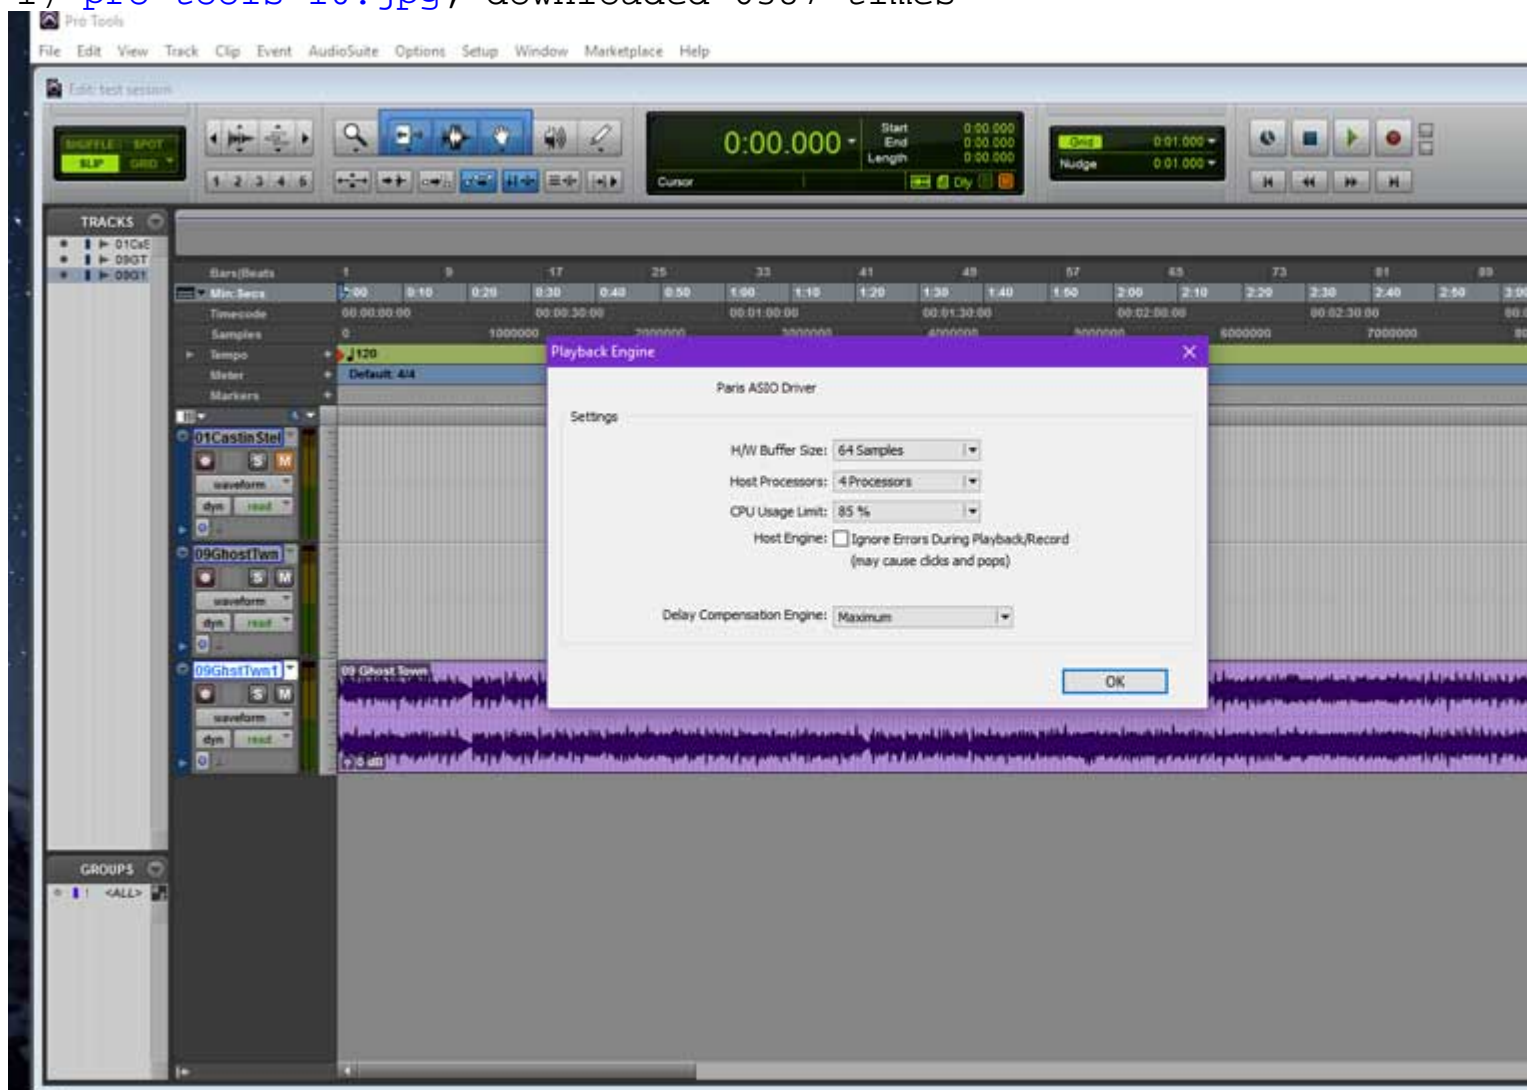 1) pro tools 10.jpg, downloaded times
Pro Tools
File Edit View Track Clip Event AudioSuite Options Setup Window Marketplace Help
Edit: test session
SHUFFLE SPOT
SLIP GRID
1 2 3 4 5
0:00.000
Start 0:00.000
End 0:00.000
Length 0:00.000
Cursor
Dly
Grid 0:01.000
Nudge 0:01.000
TRACKS
01CsS
09GT
09G1
Bars|Beats 1 9 17 25 33 41 49 57 65 73 81 89
Min:Secs 0:00 0:10 0:20 0:30 0:40 0:50 1:00 1:10 1:20 1:30 1:40 1:50 2:00 2:10 2:20 2:30 2:40 2:50 3:00
Timecode 00:00:00:00 00:00:30:00 00:01:00:00 00:01:30:00 00:02:00:00 00:02:30:00
Samples 0 1000000 2000000 3000000 4000000 5000000 6000000 7000000
Tempo 120
Meter Default: 4/4
Markers
Playback Engine
Paris ASIO Driver
Settings
H/W Buffer Size: 64 Samples
Host Processors: 4 Processors
CPU Usage Limit: 85 %
Host Engine: Ignore Errors During Playback/Record
(may cause clicks and pops)
Delay Compensation Engine: Maximum
OK
01CastinStel
S M
waveform
dyn read
09GhostTwn
S M
waveform
dyn read
09GhstTwn1
S M
waveform
dyn read
09 Ghost Town
0 dB
GROUPS
! <ALL>